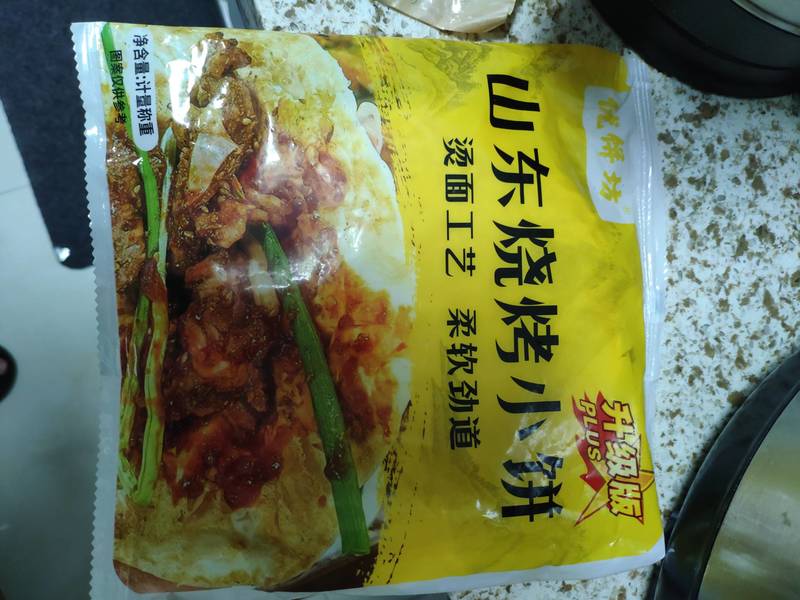 优饼坊
山东烧烤小饼
烫面工艺 柔软劲道
升级版
PLUS
净含量:计量称重
图案仅供参考